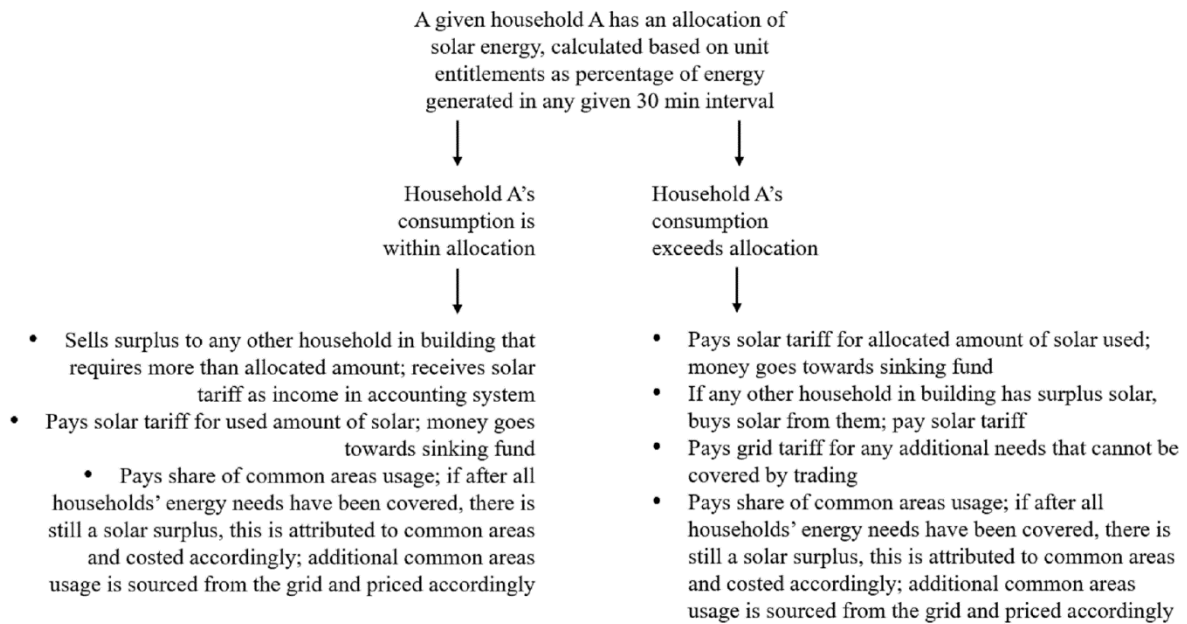 A given household A has an allocation of
solar energy, calculated based on unit
entitlements as percentage of energy
generated in any given 30 min interval
Household A’s
consumption is
within allocation
Household A’s
consumption
exceeds allocation
• Sells surplus to any other household in building that
requires more than allocated amount; receives solar
tariff as income in accounting system
• Pays solar tariff for used amount of solar; money goes
towards sinking fund
• Pays share of common areas usage; if after all
households’ energy needs have been covered, there is
still a solar surplus, this is attributed to common areas
and costed accordingly; additional common areas
usage is sourced from the grid and priced accordingly
• Pays solar tariff for allocated amount of solar used;
money goes towards sinking fund
• If any other household in building has surplus solar,
buys solar from them; pay solar tariff
• Pays grid tariff for any additional needs that cannot be
covered by trading
• Pays share of common areas usage; if after all
households’ energy needs have been covered, there is
still a solar surplus, this is attributed to common areas
and costed accordingly; additional common areas
usage is sourced from the grid and priced accordingly